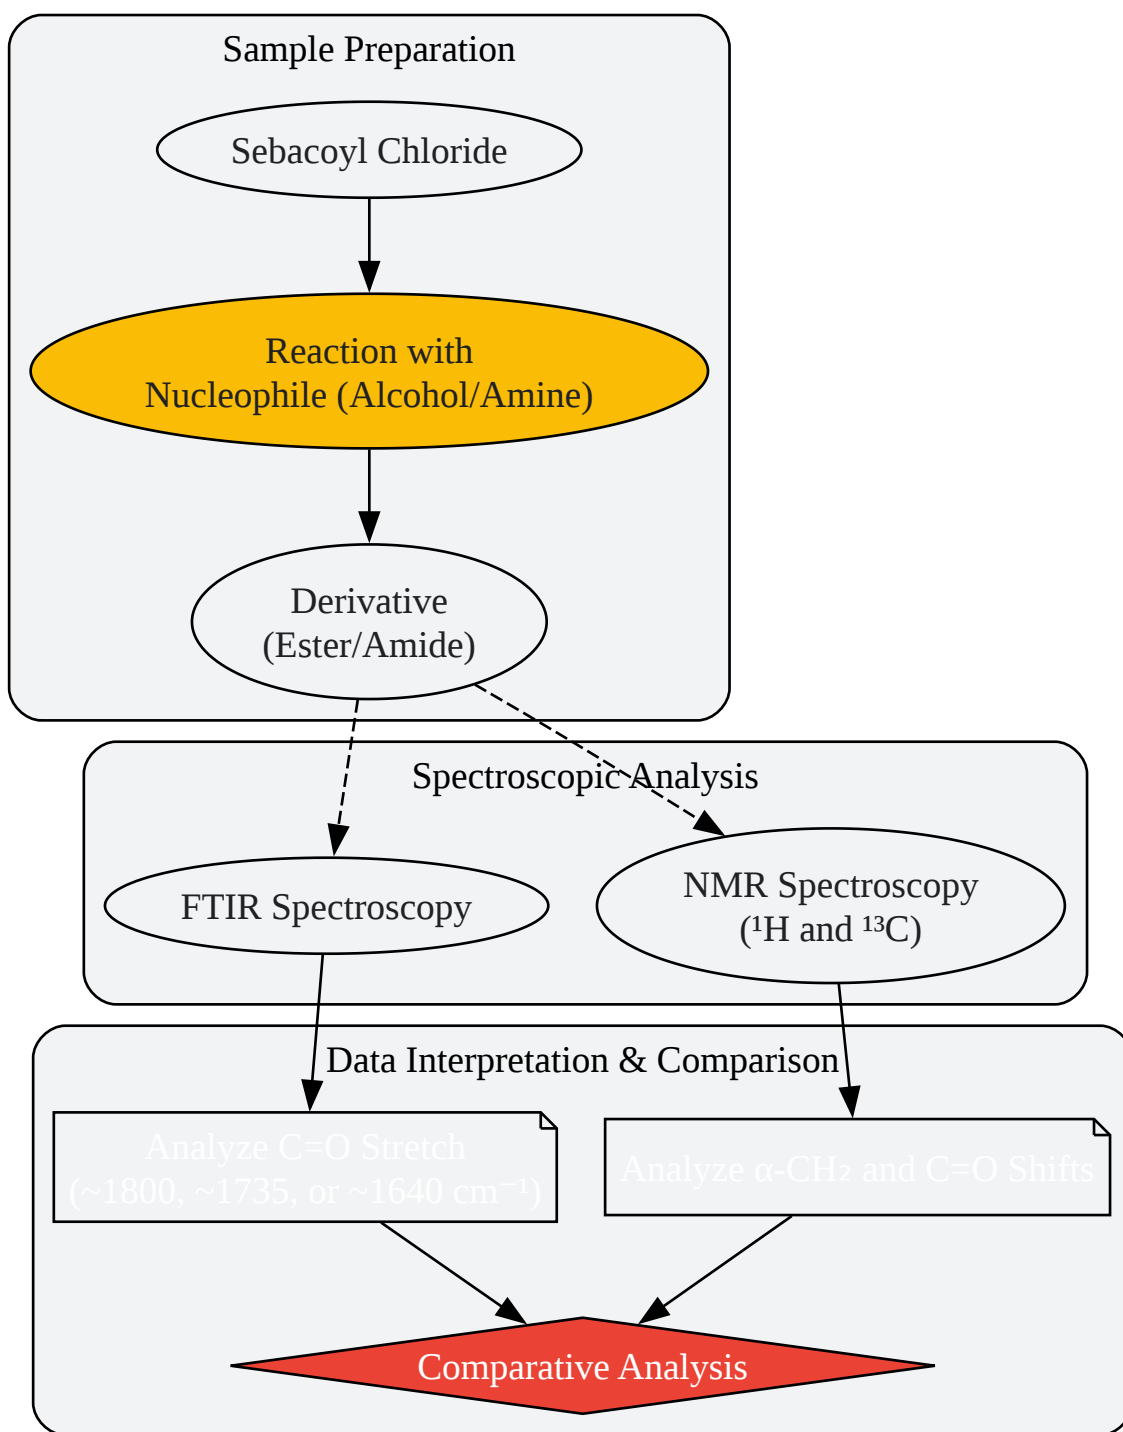 Sample Preparation
Sebacoyl Chloride
Reaction with
Nucleophile (Alcohol/Amine)
Derivative
(Ester/Amide)
Spectroscopic Analysis
FTIR Spectroscopy
NMR Spectroscopy
(¹H and ¹³C)
Data Interpretation & Comparison
Analyze C=O Stretch
(~1800, ~1735, or ~1640 cm⁻¹)
Analyze α-CH₂ and C=O Shifts
Comparative Analysis